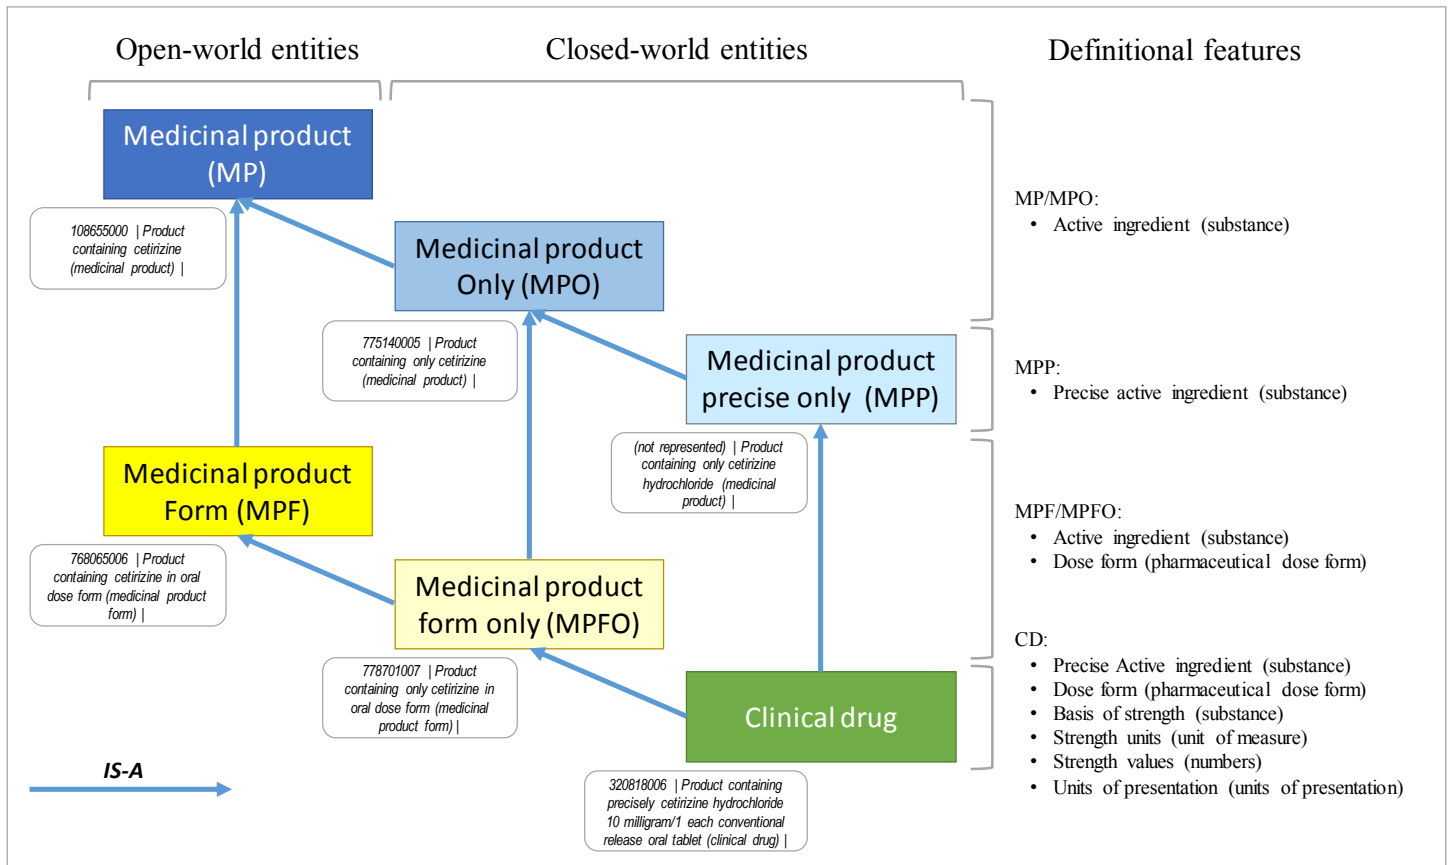 Open-world entities
Closed-world entities
Definitional features
Medicinal product
(MP)
108655000 | Product
containing cetirizine
(medicinal product) |
Medicinal product
Only (MPO)
775140005 | Product
containing only cetirizine
(medicinal product) |
Medicinal product
precise only (MPP)
(not represented) | Product
containing only cetirizine
hydrochloride (medicinal
product) |
Medicinal product
Form (MPF)
768065006 | Product
containing cetirizine in oral
dose form (medicinal product
form) |
Medicinal product
form only (MPFO)
778701007 | Product
containing only cetirizine in
oral dose form (medicinal
product form) |
Clinical drug
320818006 | Product containing
precisely cetirizine hydrochloride
10 milligram/1 each conventional
release oral tablet (clinical drug) |
IS-A
MP/MPO:
• Active ingredient (substance)
MPP:
• Precise active ingredient (substance)
MPF/MPFO:
• Active ingredient (substance)
• Dose form (pharmaceutical dose form)
CD:
• Precise Active ingredient (substance)
• Dose form (pharmaceutical dose form)
• Basis of strength (substance)
• Strength units (unit of measure)
• Strength values (numbers)
• Units of presentation (units of presentation)